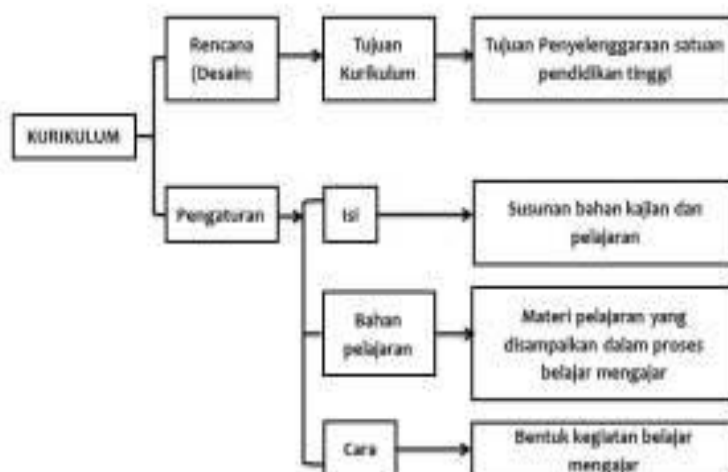 KURIKULUM
Rencana
(Desain)
Tujuan
Kurikulum
Tujuan Penyelenggaraan satuan
pendidikan tinggi
Pengaturan
Isi
Susunan bahan kajian dan
pelajaran
Bahan
pelajaran
Materi pelajaran yang
disampaikan dalam proses
belajar mengajar
Cara
Bentuk kegiatan belajar
mengajar